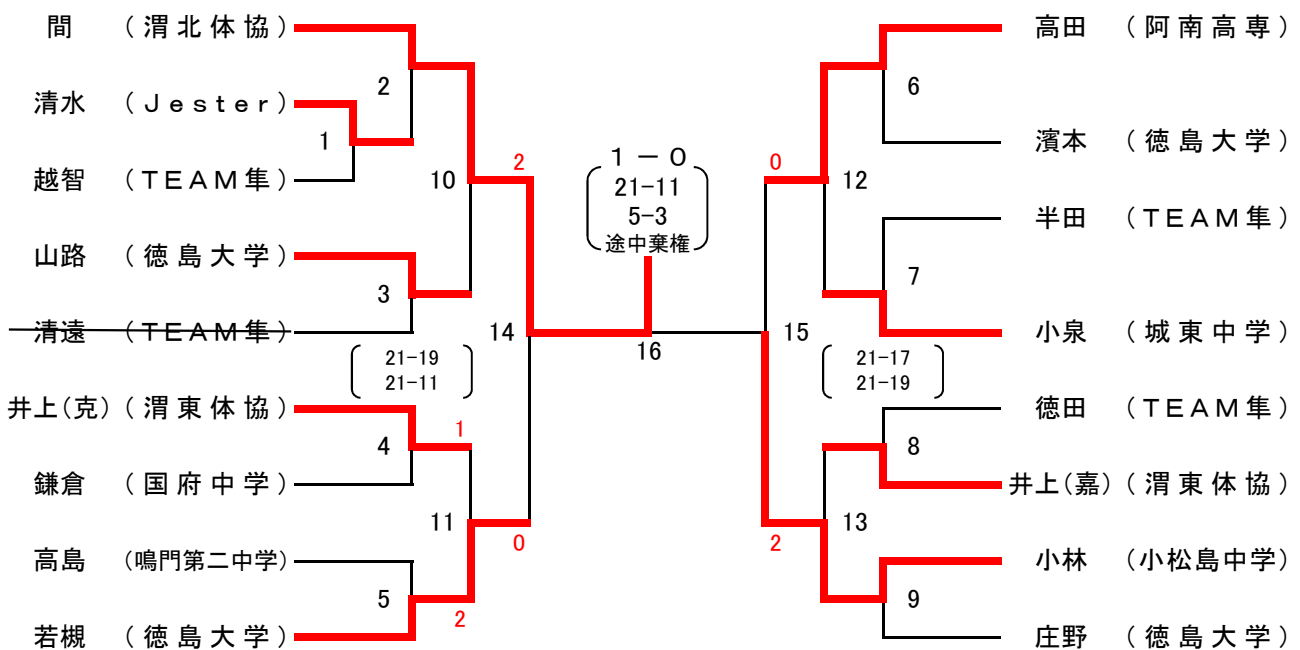 間 （渭北体協）
2
清水 （Ｊｅｓｔｅｒ）
1
越智 （ＴＥＡＭ隼）
10
2
山路 （徳島大学）
3
清遠 （ＴＥＡＭ隼）
14
21-19
21-11
井上(克) （渭東体協）
1
4
鎌倉 （国府中学）
11
0
高島 （鳴門第二中学）
5
2
若槻 （徳島大学）
１－０
21-11
5-3
途中棄権
16
高田 （阿南高専）
6
濱本 （徳島大学）
0
12
半田 （ＴＥＡＭ隼）
7
小泉 （城東中学）
15
21-17
21-19
徳田 （ＴＥＡＭ隼）
8
井上(嘉) （渭東体協）
13
2
小林 （小松島中学）
9
庄野 （徳島大学）